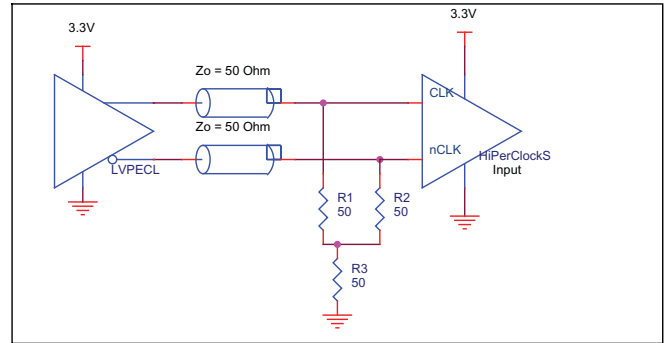 3.3V
3.3V
Zo = 50 Ohm
CLK
Zo = 50 Ohm
nCLK
LVPECL
HiPerClockS
Input
R1
50
R2
50
R3
50